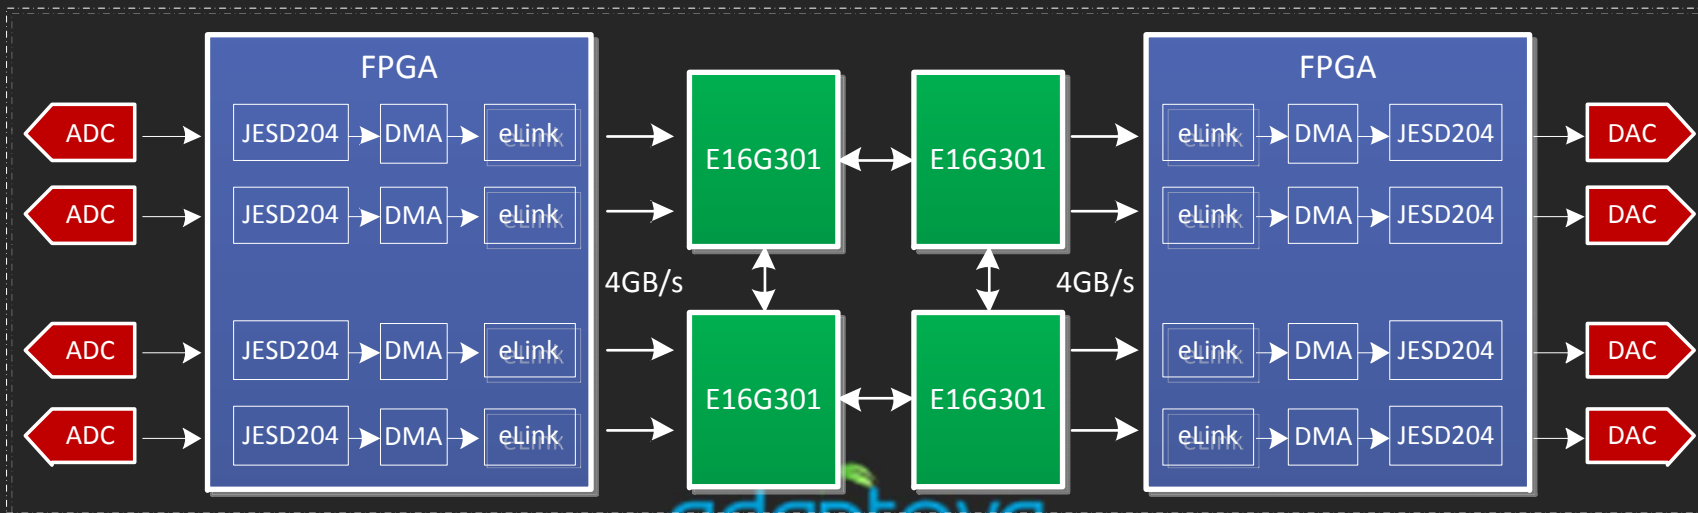 FPGA
FPGA
ADC JESD204 DMA eLink E16G301 E16G301 eLink DMA JESD204 DAC
ADC JESD204 DMA eLink eLink DMA JESD204 DAC
4GB/s 4GB/s
ADC JESD204 DMA eLink E16G301 E16G301 eLink DMA JESD204 DAC
ADC JESD204 DMA eLink eLink DMA JESD204 DAC
adapteva